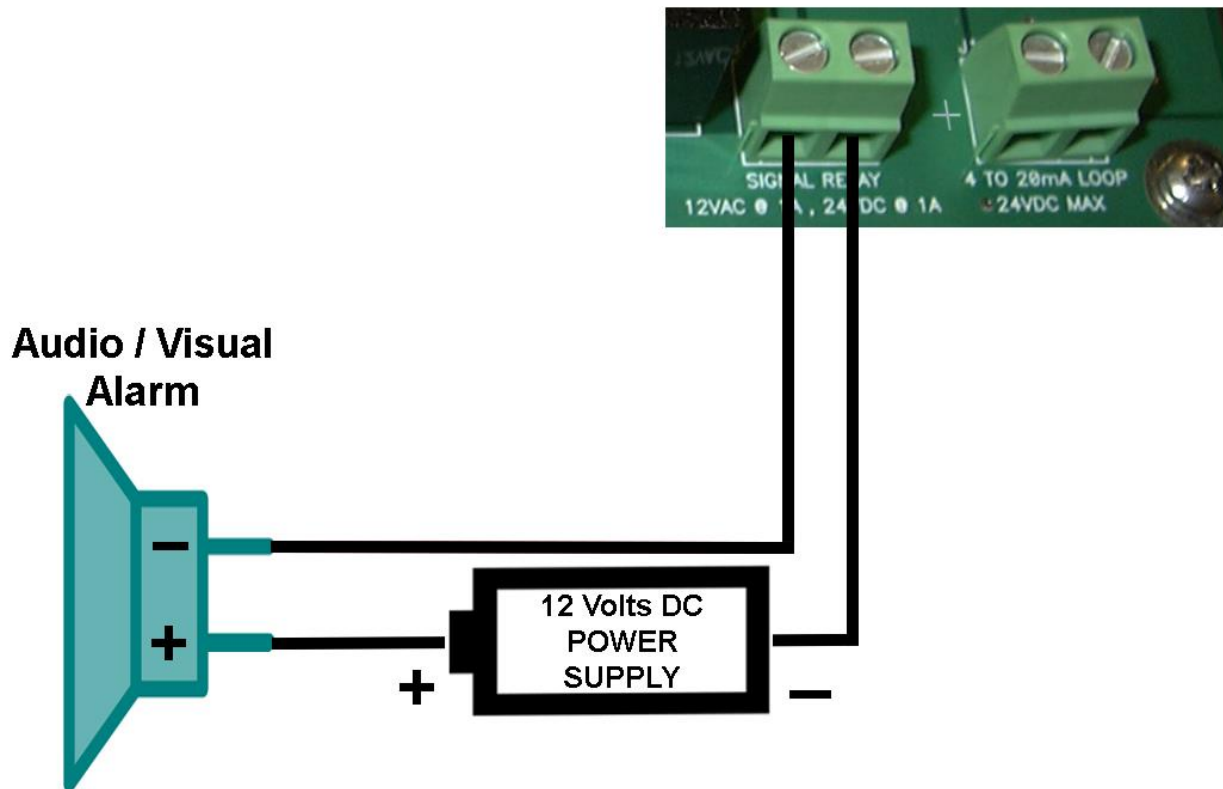 SIGNAL RELAY
12VAC @ 1A , 24VDC @ 1A
4 TO 20mA LOOP
24VDC MAX
12VAC
Audio / Visual
Alarm
−
+
12 Volts DC
POWER
SUPPLY
+
−
+